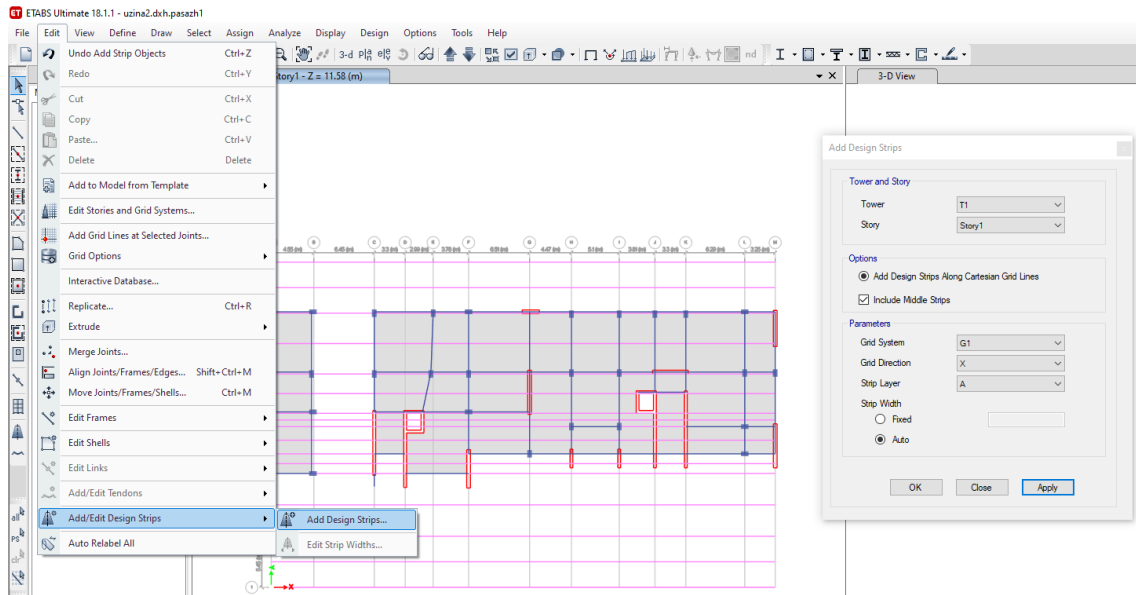 ETABS Ultimate 18.1.1 - uzina2.dxh.pasazh1
File Edit View Define Draw Select Assign Analyze Display Design Options Tools Help
Undo Add Strip Objects Ctrl+Z
Redo Ctrl+Y
Cut Ctrl+X
Copy Ctrl+C
Paste... Ctrl+V
Delete Delete
Add to Model from Template
Edit Stories and Grid Systems...
Add Grid Lines at Selected Joints...
Grid Options
Interactive Database...
Replicate... Ctrl+R
Extrude
Merge Joints...
Align Joints/Frames/Edges... Shift+Ctrl+M
Move Joints/Frames/Shells... Ctrl+M
Edit Frames
Edit Shells
Edit Links
Add/Edit Tendons
Add/Edit Design Strips
Auto Relabel All
Add Design Strips...
Edit Strip Widths...
3-d
nd
tory1 - Z = 11.58 (m)
3-D View
all
PS
clr
X
1
Add Design Strips
Tower and Story
Tower T1
Story Story1
Options
Add Design Strips Along Cartesian Grid Lines
Include Middle Strips
Parameters
Grid System G1
Grid Direction X
Strip Layer A
Strip Width
Fixed
Auto
OK Close Apply